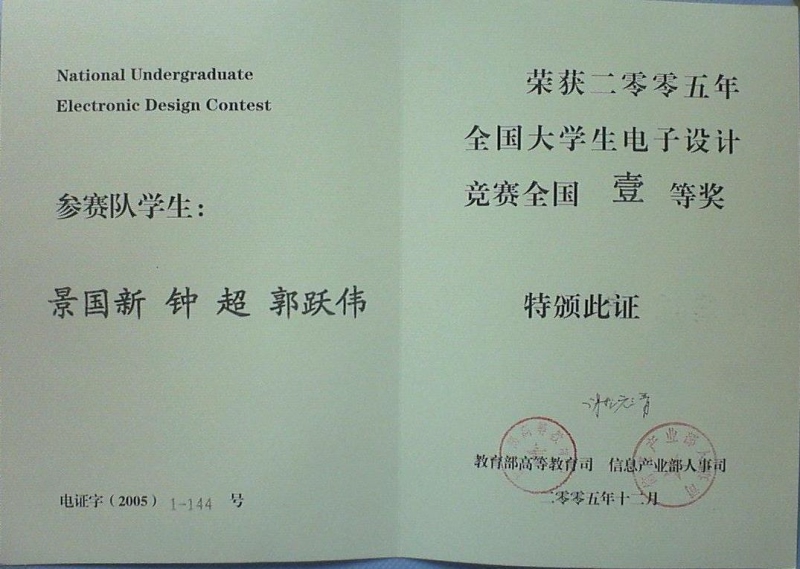 National Undergraduate
Electronic Design Contest
参赛队学生：
景国新 钟 超 郭跃伟
电证字（2005）1-144 号
荣获二零零五年
全国大学生电子设计
竞赛全国 壹 等奖
特颁此证
教育部高等教育司 信息产业部人事司
二零零五年十二月